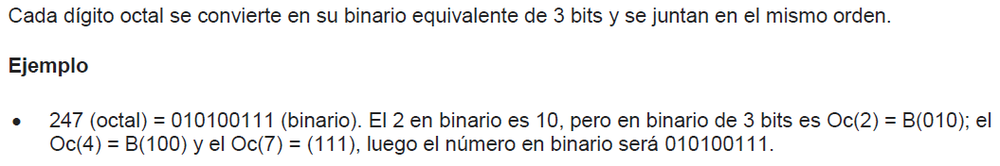 Cada dígito octal se convierte en su binario equivalente de 3 bits y se juntan en el mismo orden.
Ejemplo
• 247 (octal) = 010100111 (binario). El 2 en binario es 10, pero en binario de 3 bits es Oc(2) = B(010); el
Oc(4) = B(100) y el Oc(7) = (111), luego el número en binario será 010100111.